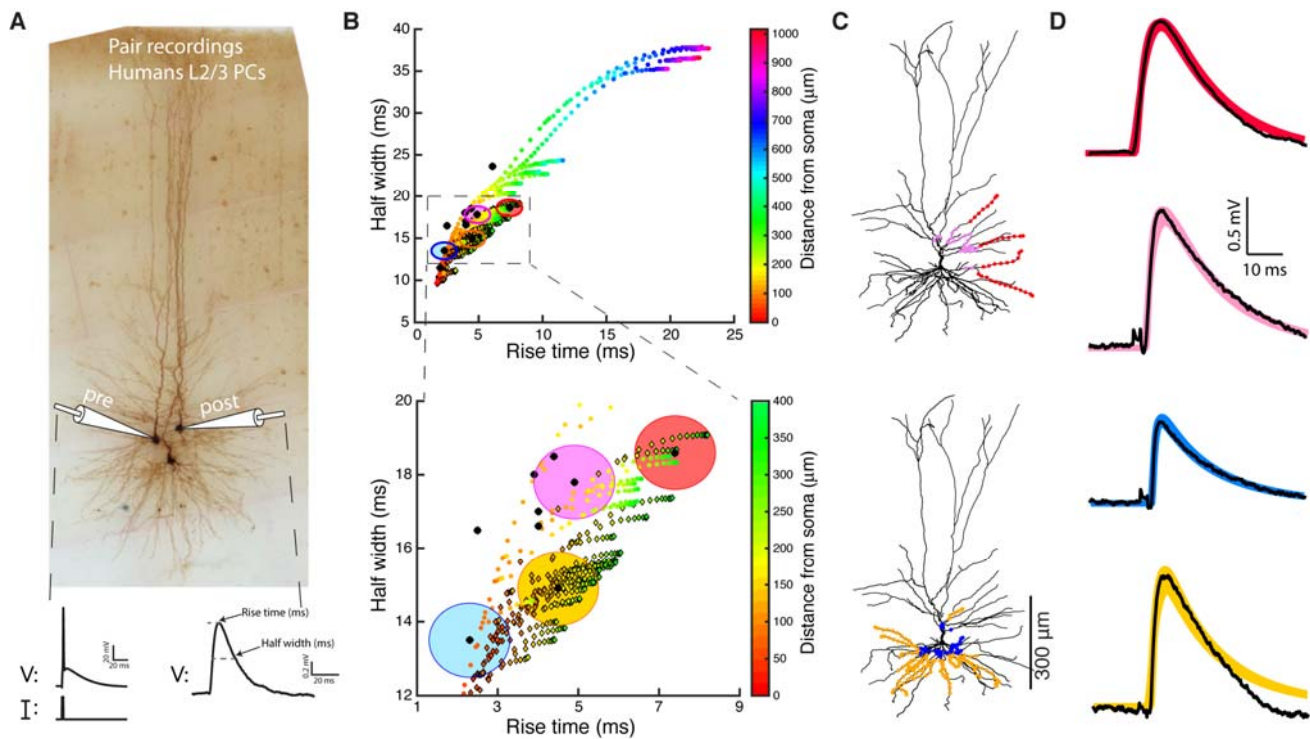 A
Pair recordings
Humans L2/3 PCs
pre
post
Rise time (ms)
Half width (ms)
V:
20 mV
20 ms
V:
0.2 mV
20 ms
I:
B
40
35
30
25
20
15
10
5
Half width (ms)
0
5
10
15
20
25
Rise time (ms)
1000
900
800
700
600
500
400
300
200
100
0
Distance from soma (µm)
20
18
16
14
12
Half width (ms)
1
3
5
7
9
Rise time (ms)
400
350
300
250
200
150
100
50
0
Distance from soma (µm)
C
300 µm
D
0.5 mV
10 ms